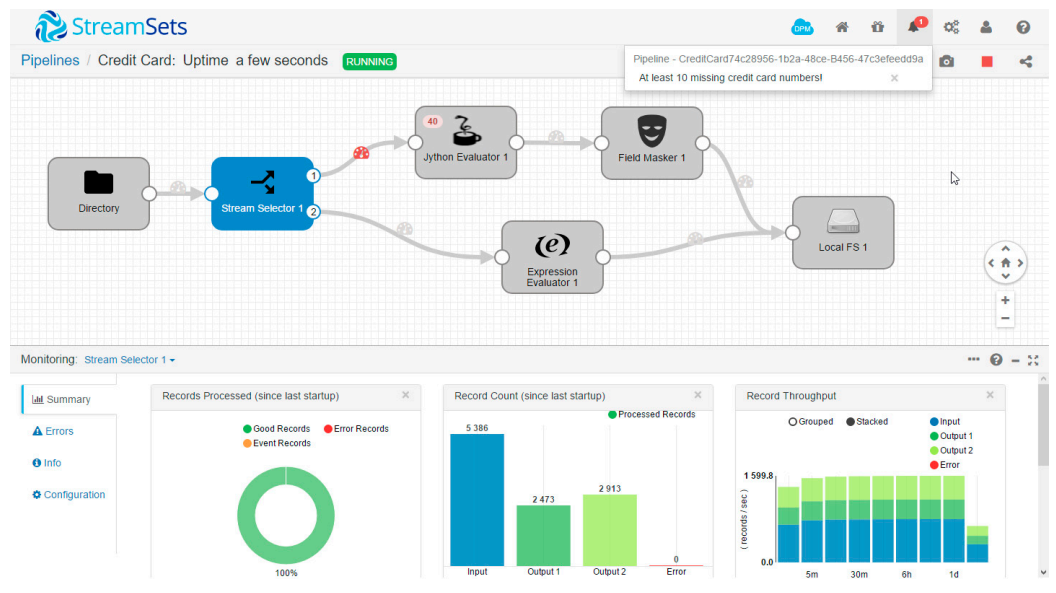 StreamSets
DPM
1
Pipelines / Credit Card: Uptime a few seconds RUNNING
Pipeline - CreditCard74c28956-1b2a-48ce-B456-47c3efeedd9a
At least 10 missing credit card numbers!
40
Jython Evaluator 1
Field Masker 1
Directory
Stream Selector 1
1
2
Local FS 1
(e)
Expression
Evaluator 1
Monitoring: Stream Selector 1
Summary
Errors
Info
Configuration
Records Processed (since last startup)
Good Records
Error Records
Event Records
100%
Record Count (since last startup)
Processed Records
5 386
2 473
2 913
0
Input
Output 1
Output 2
Error
Record Throughput
Grouped
Stacked
Input
Output 1
Output 2
Error
1 599.8
( records / sec )
0.0
5m
30m
6h
1d